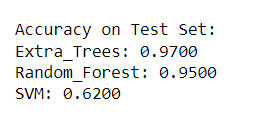 Accuracy on Test Set:
Extra_Trees: 0.9700
Random_Forest: 0.9500
SVM: 0.6200